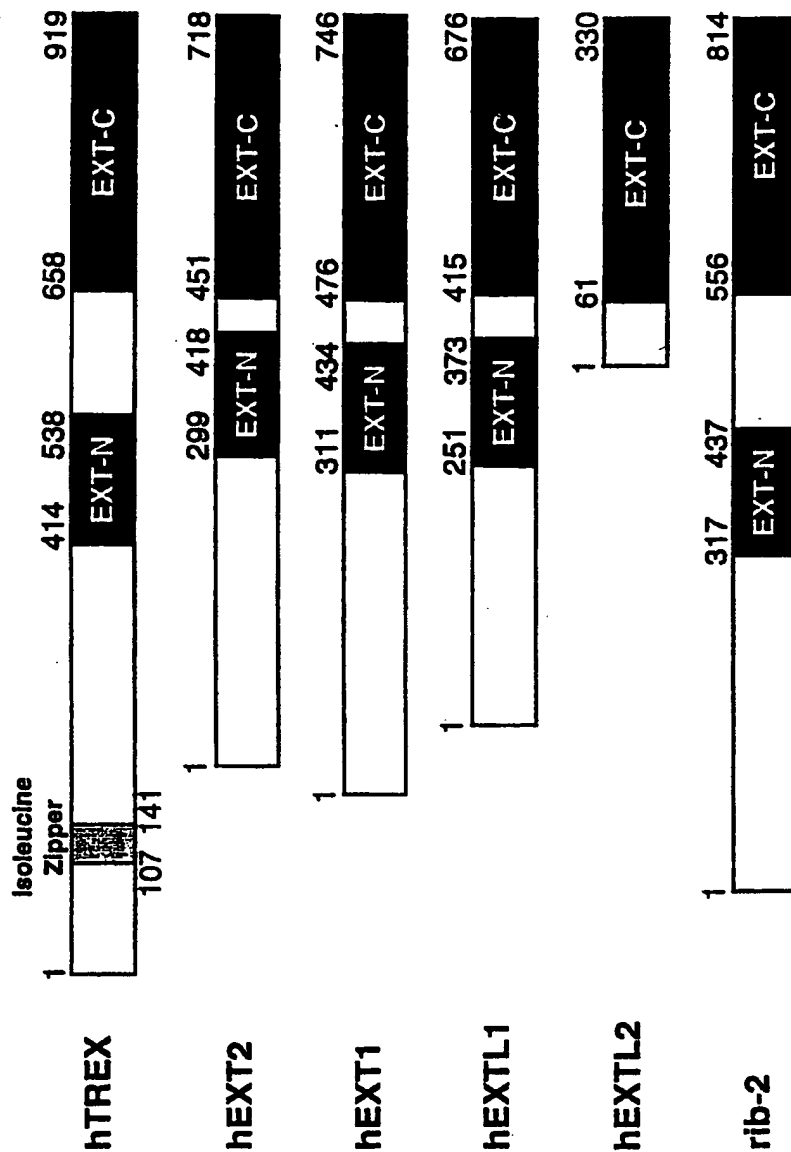 Isoleucine
Zipper
hTREX 1 107 141 414 538 658 919
EXT-N EXT-C
hEXT2 1 299 418 451 718
EXT-N EXT-C
hEXT1 1 311 434 476 746
EXT-N EXT-C
hEXTL1 1 251 373 415 676
EXT-N EXT-C
hEXTL2 1 61 330
EXT-C
rib-2 1 317 437 556 814
EXT-N EXT-C